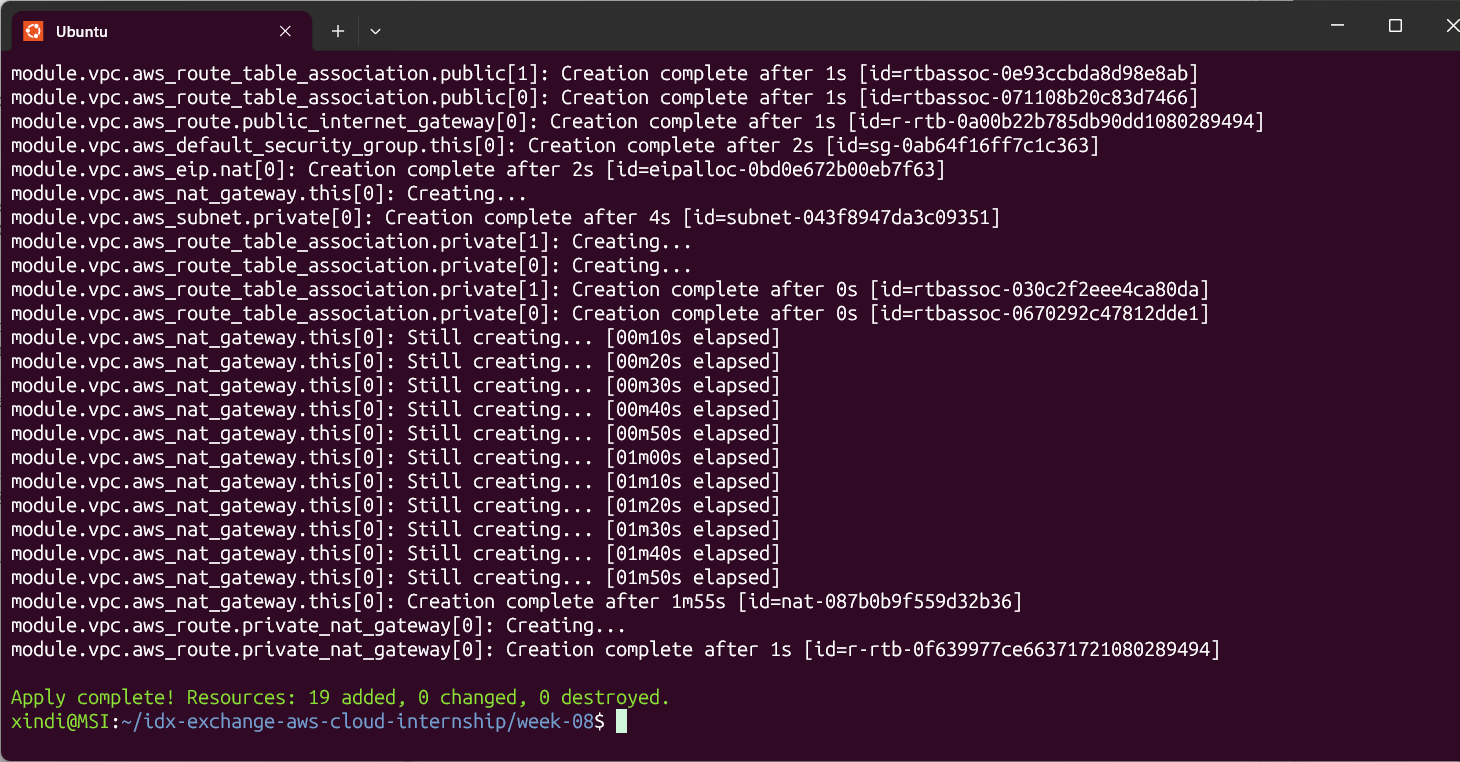 Ubuntu
module.vpc.aws_route_table_association.public[1]: Creation complete after 1s [id=rtbassoc-0e93ccbda8d98e8ab]
module.vpc.aws_route_table_association.public[0]: Creation complete after 1s [id=rtbassoc-071108b20c83d7466]
module.vpc.aws_route.public_internet_gateway[0]: Creation complete after 1s [id=r-rtb-0a00b22b785db90dd1080289494]
module.vpc.aws_default_security_group.this[0]: Creation complete after 2s [id=sg-0ab64f16ff7c1c363]
module.vpc.aws_eip.nat[0]: Creation complete after 2s [id=eipalloc-0bd0e672b00eb7f63]
module.vpc.aws_nat_gateway.this[0]: Creating...
module.vpc.aws_subnet.private[0]: Creation complete after 4s [id=subnet-043f8947da3c09351]
module.vpc.aws_route_table_association.private[1]: Creating...
module.vpc.aws_route_table_association.private[0]: Creating...
module.vpc.aws_route_table_association.private[1]: Creation complete after 0s [id=rtbassoc-030c2f2eee4ca80da]
module.vpc.aws_route_table_association.private[0]: Creation complete after 0s [id=rtbassoc-0670292c47812dde1]
module.vpc.aws_nat_gateway.this[0]: Still creating... [00m10s elapsed]
module.vpc.aws_nat_gateway.this[0]: Still creating... [00m20s elapsed]
module.vpc.aws_nat_gateway.this[0]: Still creating... [00m30s elapsed]
module.vpc.aws_nat_gateway.this[0]: Still creating... [00m40s elapsed]
module.vpc.aws_nat_gateway.this[0]: Still creating... [00m50s elapsed]
module.vpc.aws_nat_gateway.this[0]: Still creating... [01m00s elapsed]
module.vpc.aws_nat_gateway.this[0]: Still creating... [01m10s elapsed]
module.vpc.aws_nat_gateway.this[0]: Still creating... [01m20s elapsed]
module.vpc.aws_nat_gateway.this[0]: Still creating... [01m30s elapsed]
module.vpc.aws_nat_gateway.this[0]: Still creating... [01m40s elapsed]
module.vpc.aws_nat_gateway.this[0]: Still creating... [01m50s elapsed]
module.vpc.aws_nat_gateway.this[0]: Creation complete after 1m55s [id=nat-087b0b9f559d32b36]
module.vpc.aws_route.private_nat_gateway[0]: Creating...
module.vpc.aws_route.private_nat_gateway[0]: Creation complete after 1s [id=r-rtb-0f639977ce66371721080289494]
Apply complete! Resources: 19 added, 0 changed, 0 destroyed.
xindi@MSI:~/idx-exchange-aws-cloud-internship/week-08$